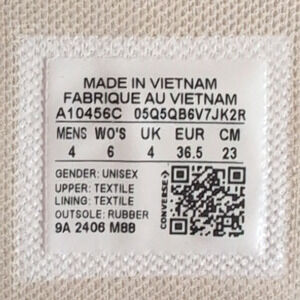 MADE IN VIETNAM
FABRIQUE AU VIETNAM
A10456C 05Q5QB6V7JK2R
MENS WO'S UK EUR CM
4 6 4 36.5 23
GENDER: UNISEX
UPPER: TEXTILE
LINING: TEXTILE
OUTSOLE: RUBBER
9A 2406 M88
CONVERSE